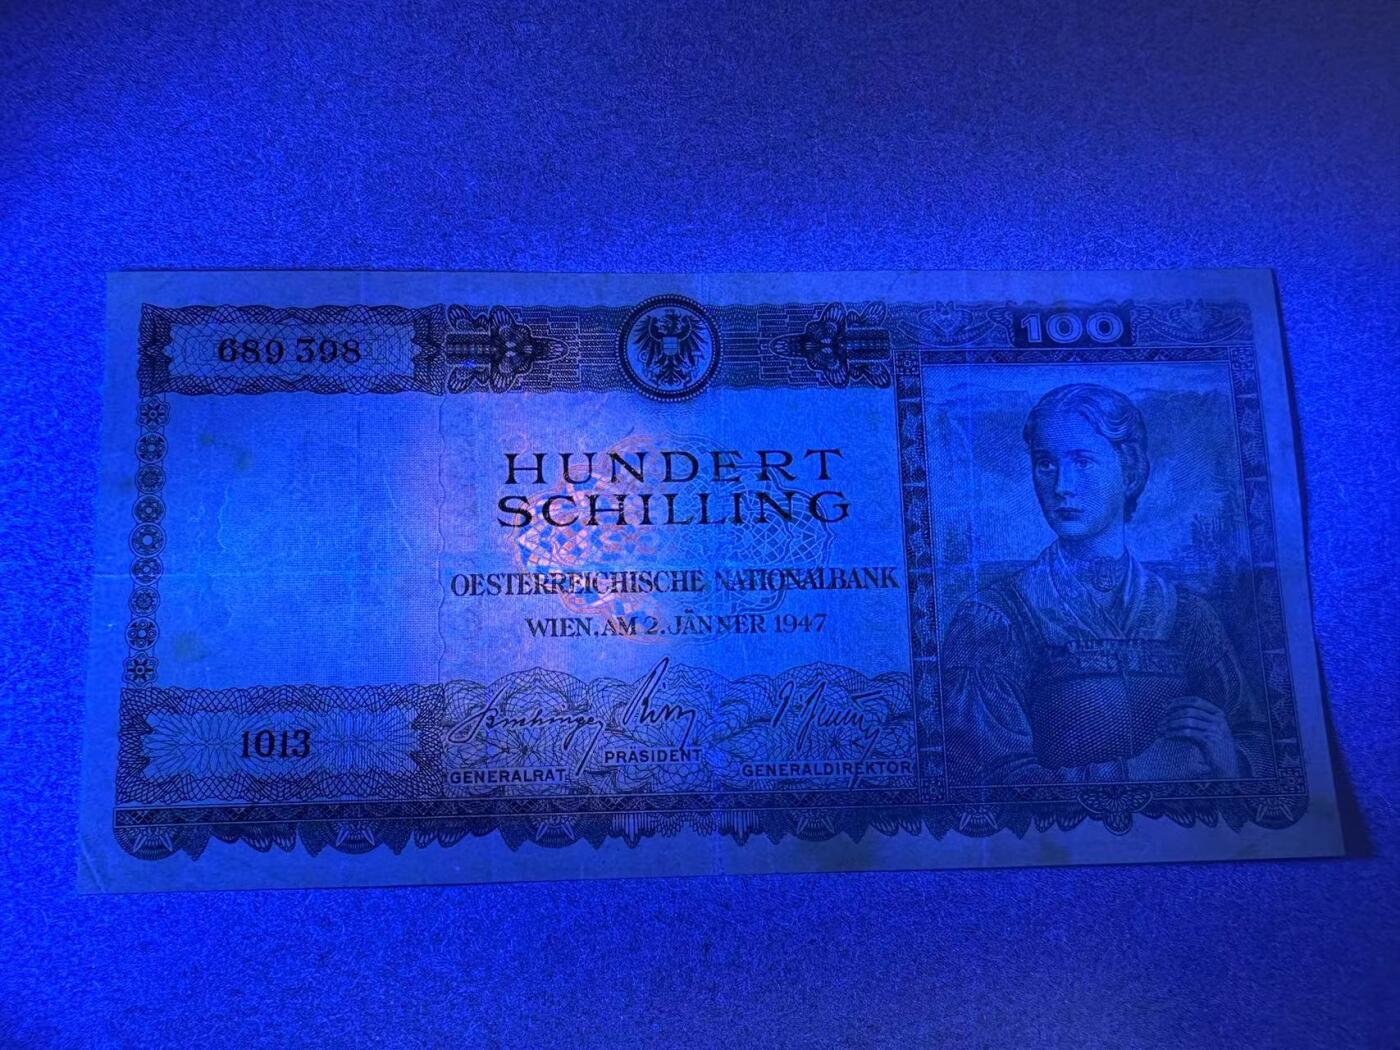 689 398
100
HUNDERT
SCHILLING
OESTERREICHISCHE NATIONALBANK
WIEN, AM 2. JÄNNER 1947
1013
GENERALRAT
PRÄSIDENT
GENERALDIREKTOR